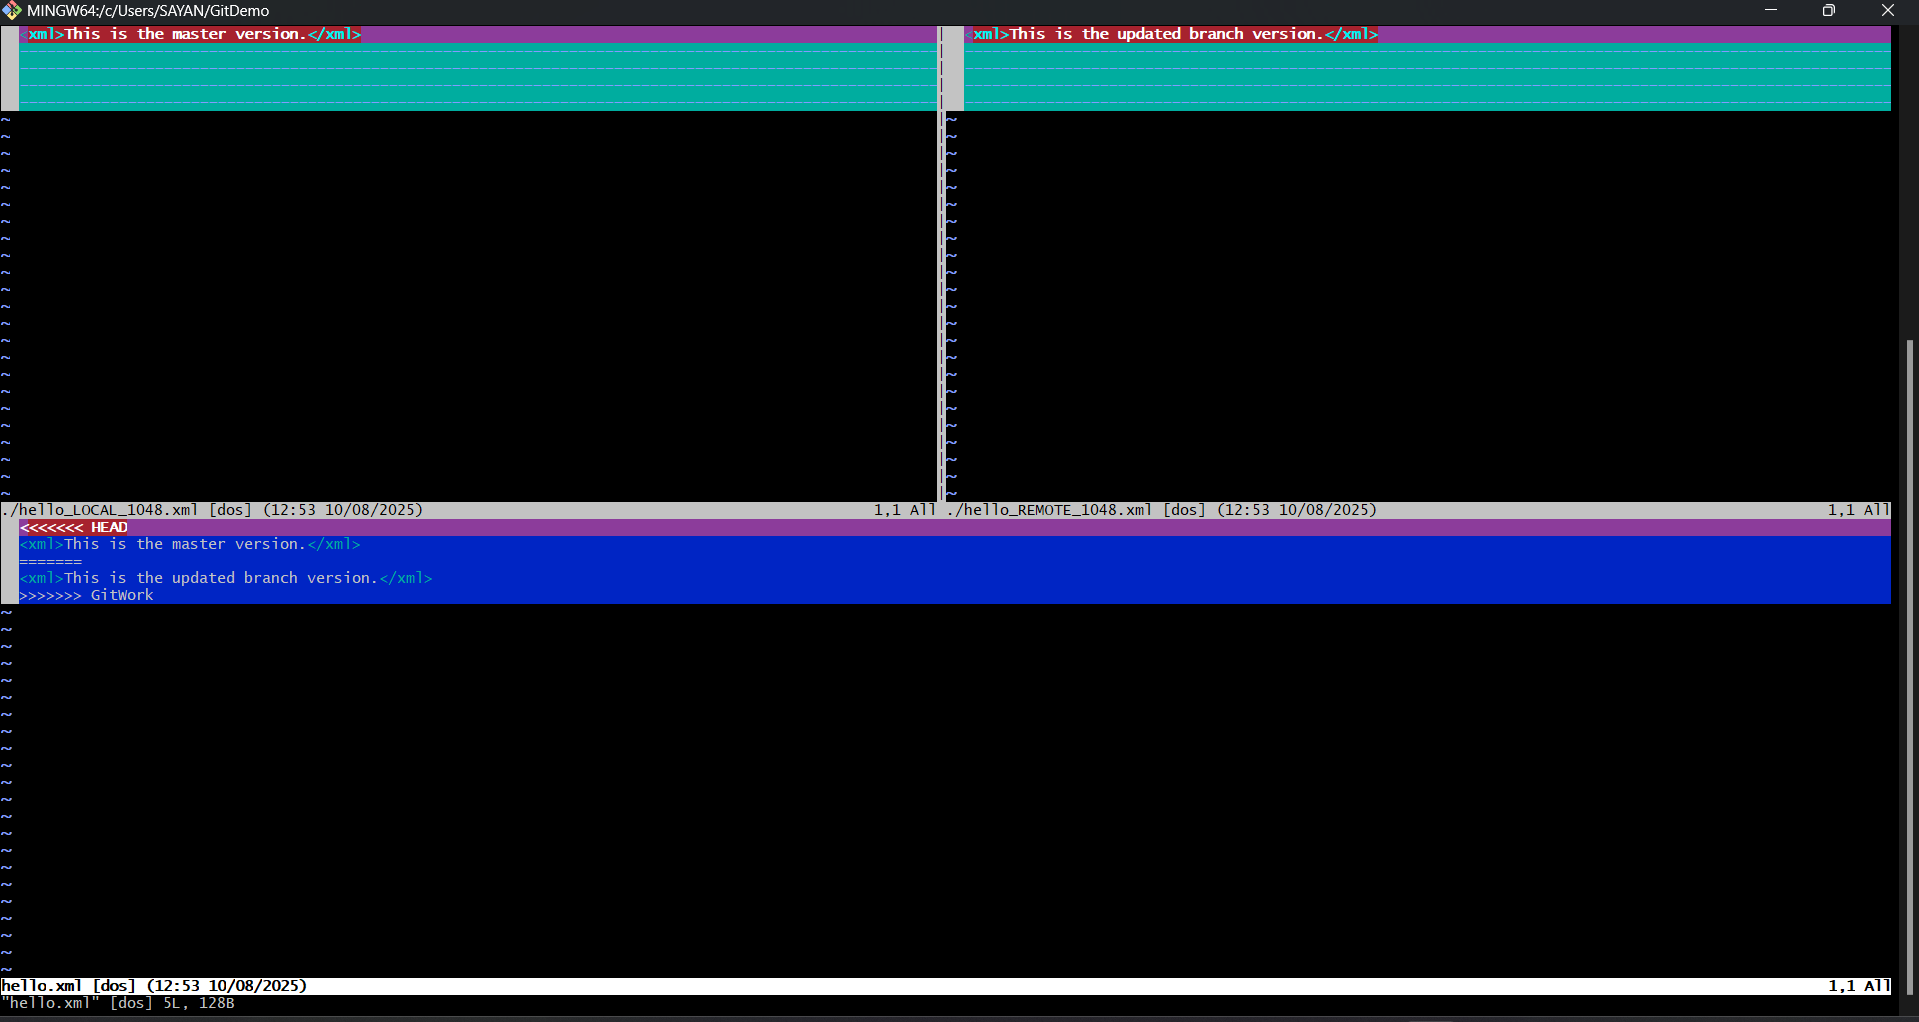 MINGW64:/c/Users/SAYAN/GitDemo
<xml>This is the master version.</xml>
<xml>This is the updated branch version.</xml>
./hello_LOCAL_1048.xml [dos] (12:53 10/08/2025) 1,1 All
./hello_REMOTE_1048.xml [dos] (12:53 10/08/2025) 1,1 All
<<<<<<< HEAD
<xml>This is the master version.</xml>
=======
<xml>This is the updated branch version.</xml>
>>>>>>> GitWork
hello.xml [dos] (12:53 10/08/2025) 1,1 All
"hello.xml" [dos] 5L, 128B